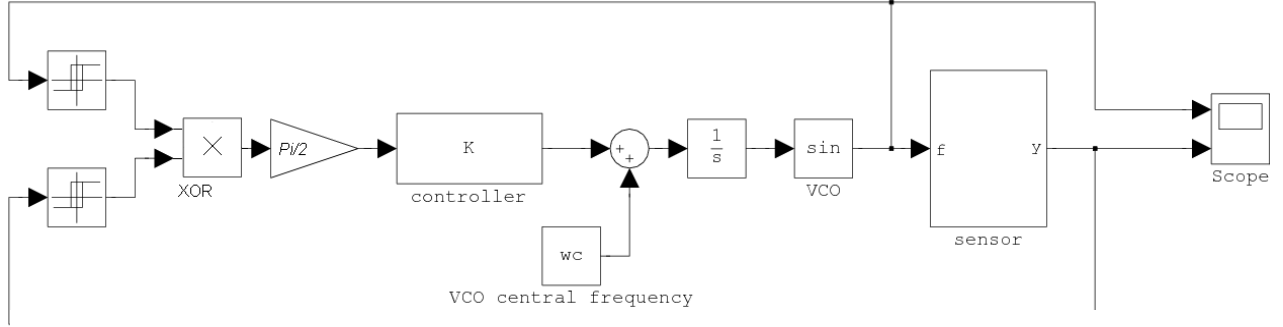 XOR
Pi/2
K
controller
+
+
wc
VCO central frequency
1
s
sin
VCO
f
y
sensor
Scope